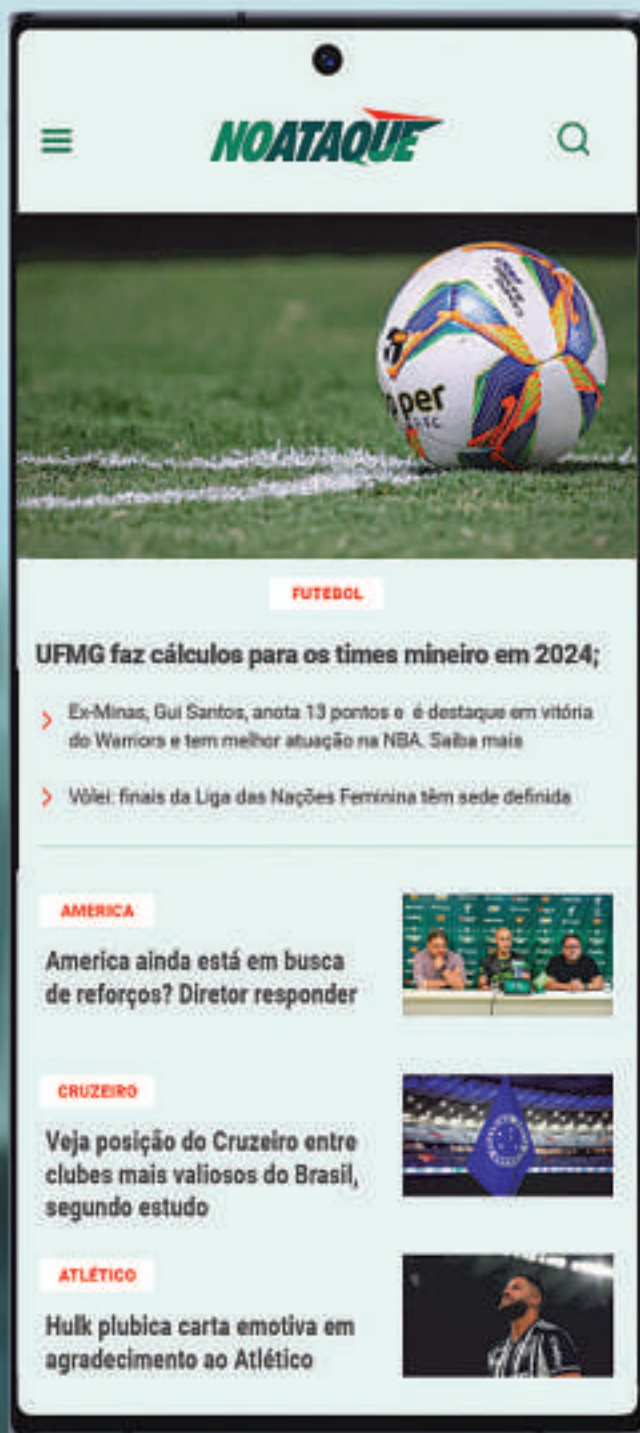 NOATAQUE
per
FUTEBOL
UFMG faz cálculos para os times mineiro em 2024;
Ex-Minas, Gui Santos, anota 13 pontos e é destaque em vitória
do Warriors e tem melhor atuação na NBA. Saiba mais
Vôlei: finais da Liga das Nações Feminina têm sede definida
AMERICA
America ainda está em busca
de reforços? Diretor responder
CRUZEIRO
Veja posição do Cruzeiro entre
clubes mais valiosos do Brasil,
segundo estudo
ATLÉTICO
Hulk plubica carta emotiva em
agradecimento ao Atlético